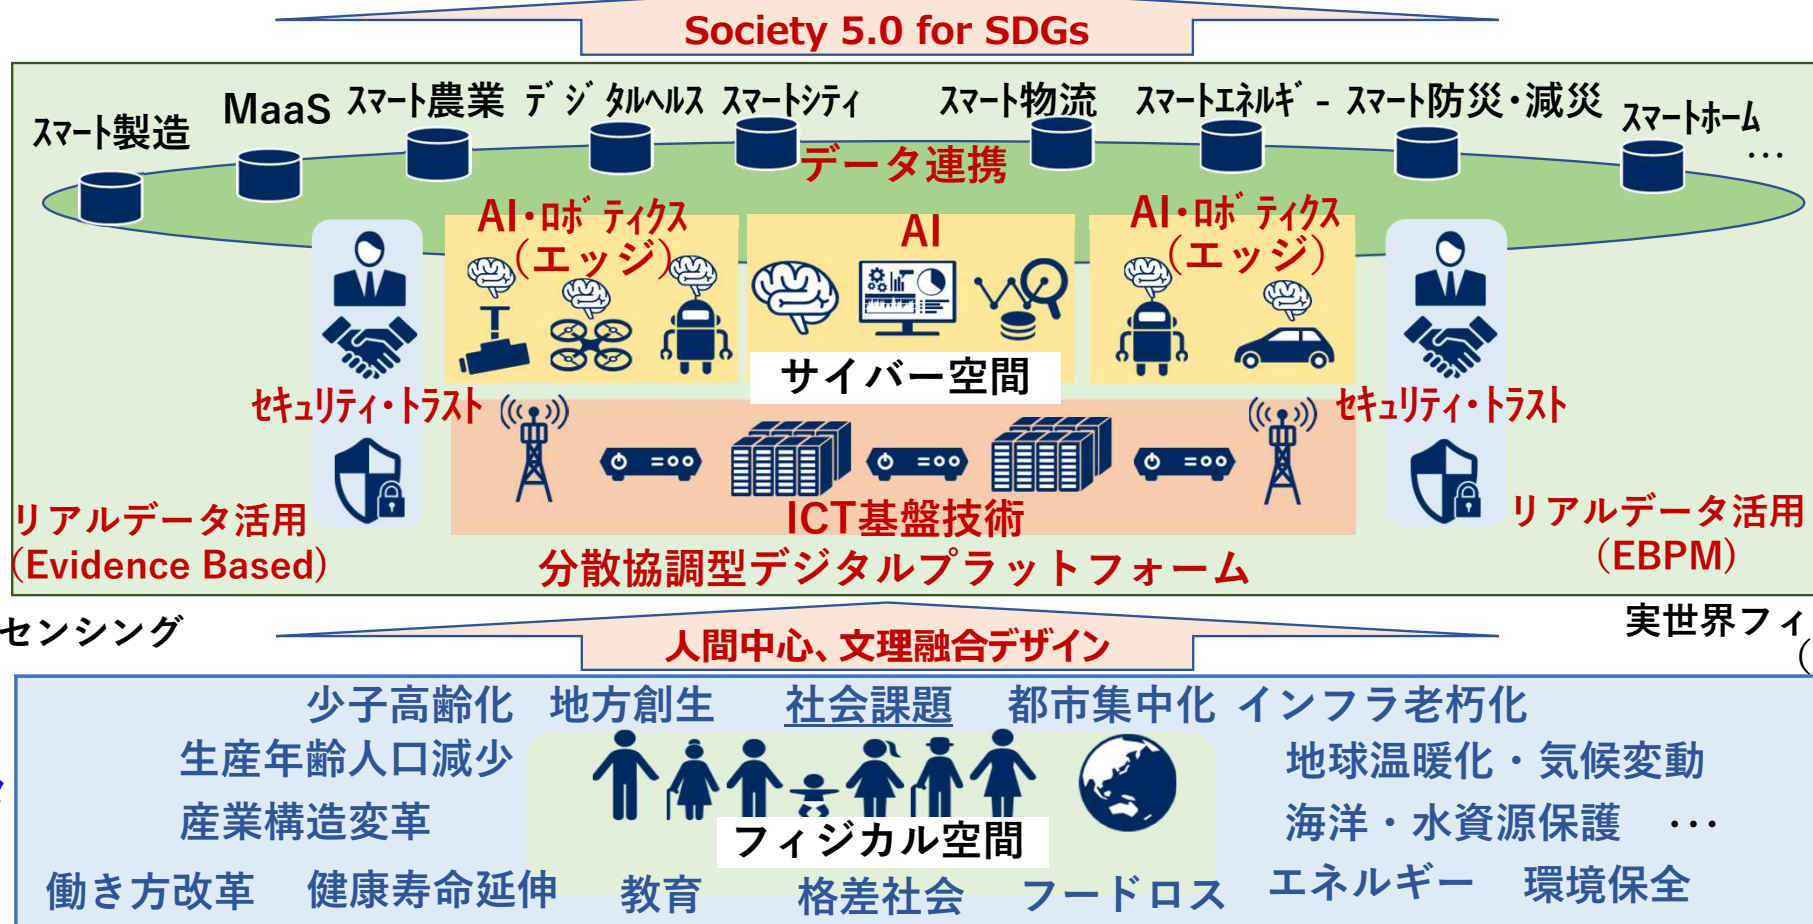 Society 5.0 for SDGs
スマート製造
MaaS
スマート農業
デジタルヘルス
スマートシティ
スマート物流
スマートエネルギー
スマート防災・減災
スマートホーム
…
データ連携
AI・ロボティクス
(エッジ)
AI
AI・ロボティクス
(エッジ)
サイバー空間
セキュリティ・トラスト
セキュリティ・トラスト
ICT基盤技術
リアルデータ活用
(Evidence Based)
分散協調型デジタルプラットフォーム
リアルデータ活用
(EBPM)
センシング
人間中心、文理融合デザイン
実世界フィ
(
少子高齢化
地方創生
社会課題
都市集中化
インフラ老朽化
生産年齢人口減少
地球温暖化・気候変動
産業構造変革
海洋・水資源保護
…
フィジカル空間
働き方改革
健康寿命延伸
教育
格差社会
フードロス
エネルギー
環境保全